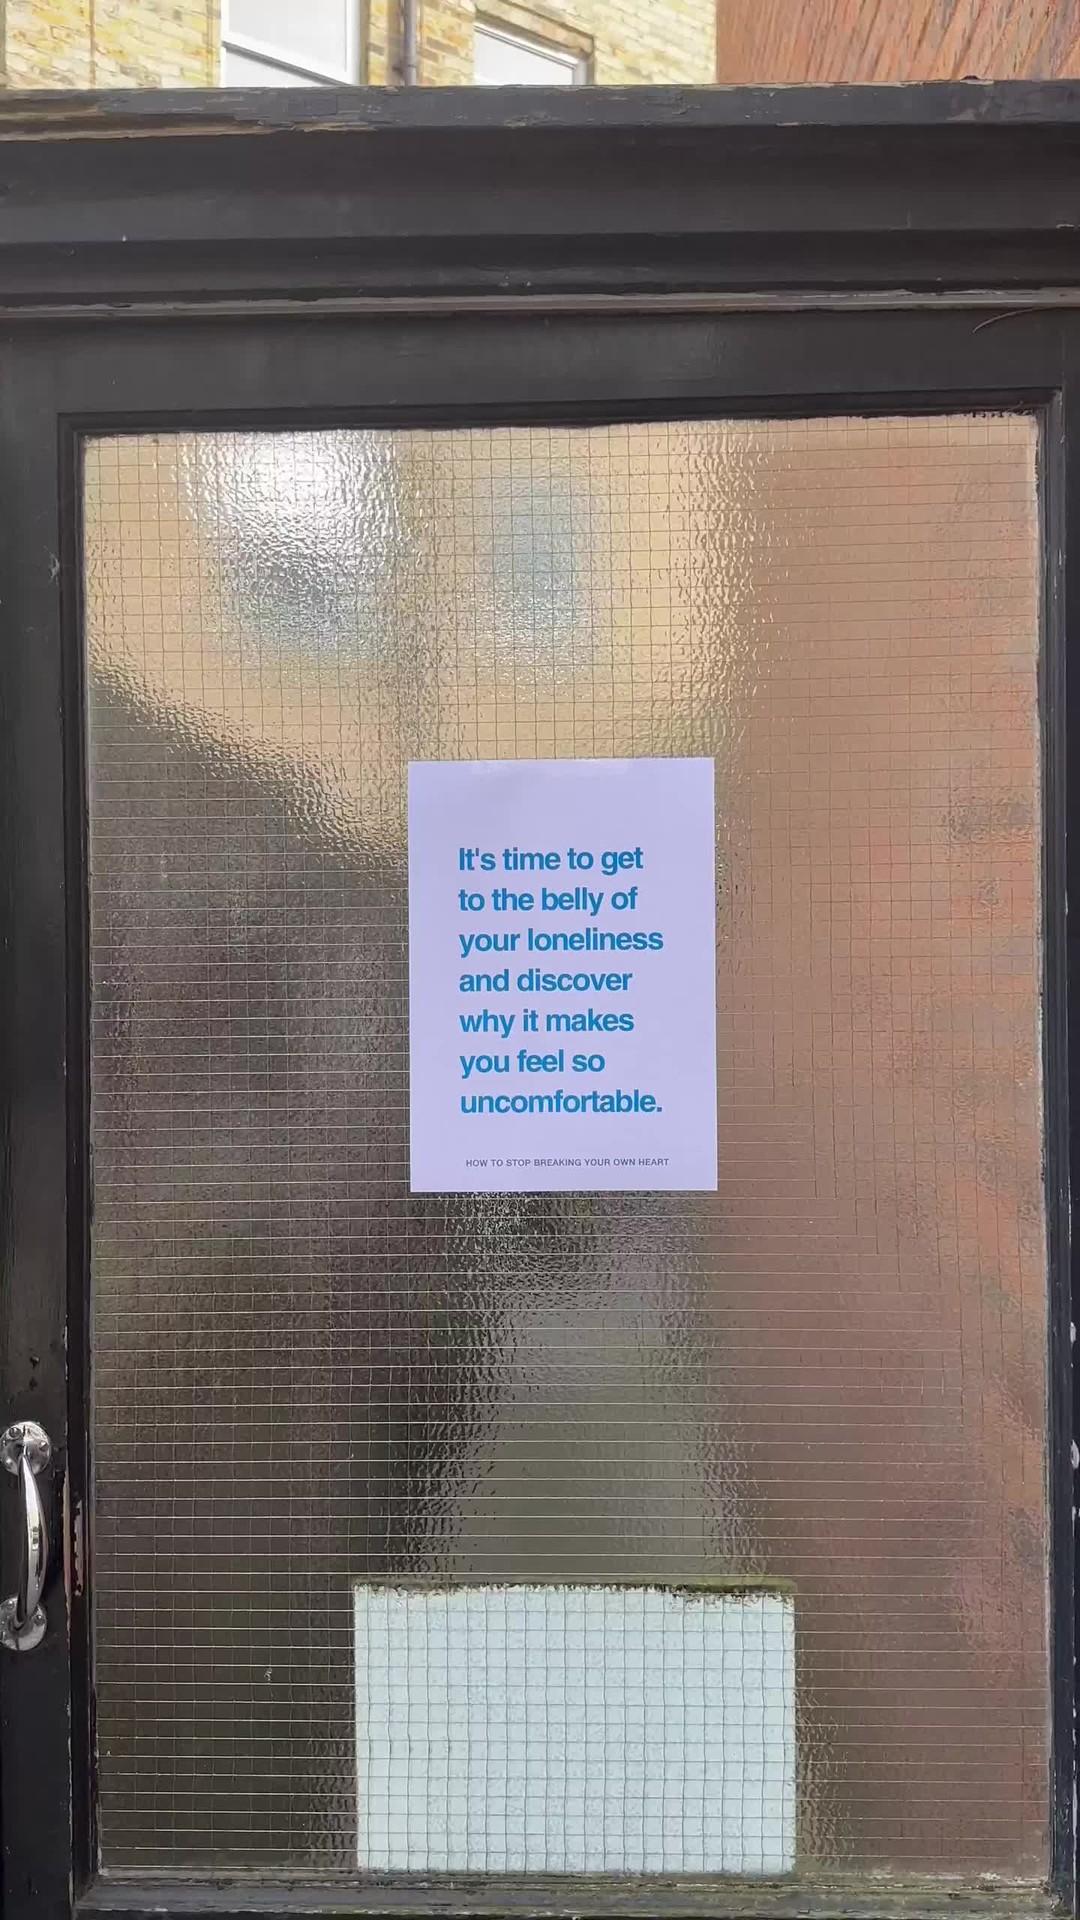 It's time to get
to the belly of
your loneliness
and discover
why it makes
you feel so
uncomfortable.
HOW TO STOP BREAKING YOUR OWN HEART